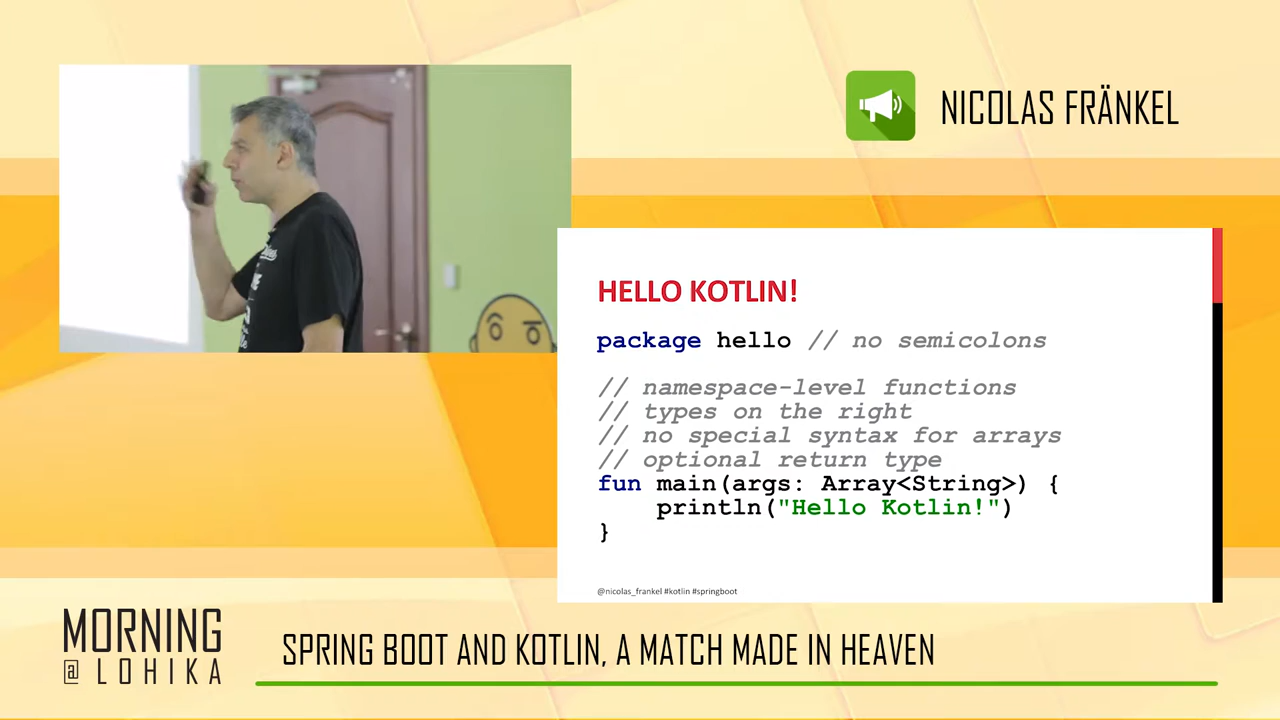 NICOLAS FRÄNKEL
HELLO KOTLIN!
package hello // no semicolons
// namespace-level functions
// types on the right
// no special syntax for arrays
// optional return type
fun main(args: Array<String>) {
    println("Hello Kotlin!")
}
@nicolas_frankel #kotlin #springboot
MORNING
@ LOHIKA
SPRING BOOT AND KOTLIN, A MATCH MADE IN HEAVEN